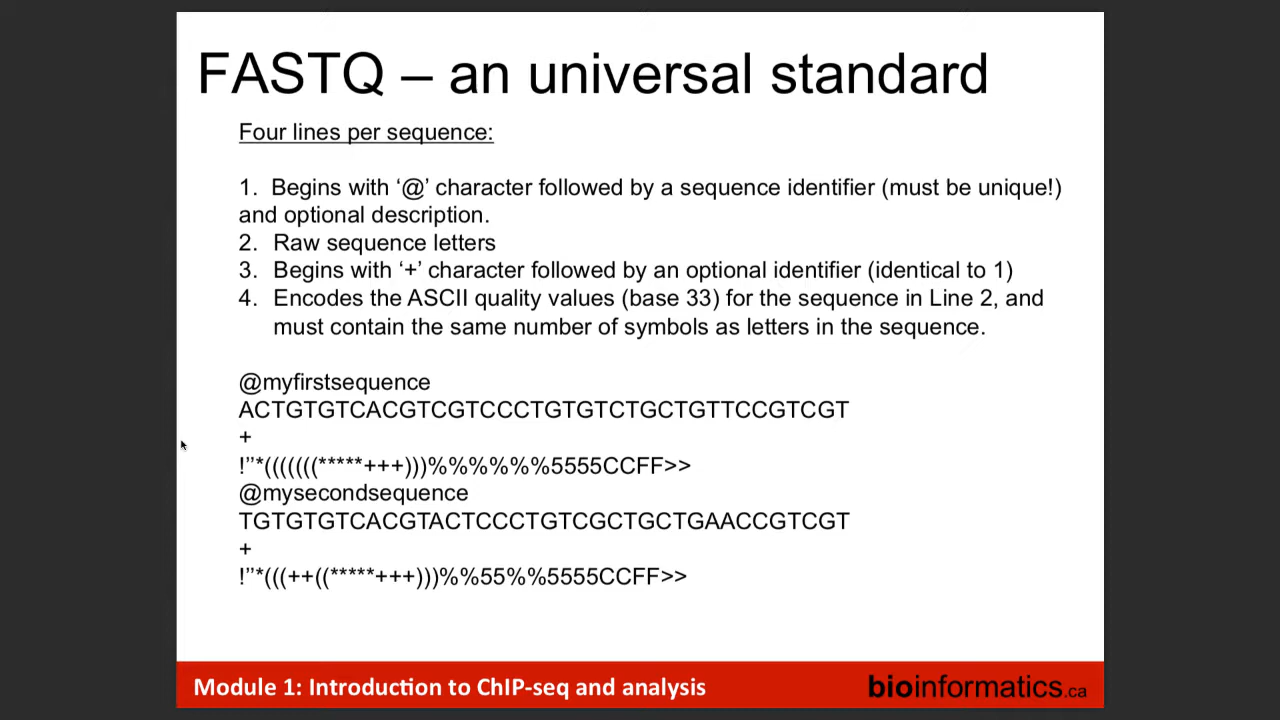 FASTQ – an universal standard
Four lines per sequence:
1. Begins with ‘@’ character followed by a sequence identifier (must be unique!)
and optional description.
2. Raw sequence letters
3. Begins with ‘+’ character followed by an optional identifier (identical to 1)
4. Encodes the ASCII quality values (base 33) for the sequence in Line 2, and
must contain the same number of symbols as letters in the sequence.
@myfirstsequence
ACTGTGTCACGTCGTCCCTGTGTCTGCTGTTCCGTCGT
+
!”*(((((((*****+++)))%%%%%%5555CCFF>>
@mysecondsequence
TGTGTGTCACGTACTCCCTGTCGCTGCTGAACCGTCGT
+
!”*(((++((*****+++)))%%55%%5555CCFF>>
Module 1: Introduction to ChIP-seq and analysis
bioinformatics.ca